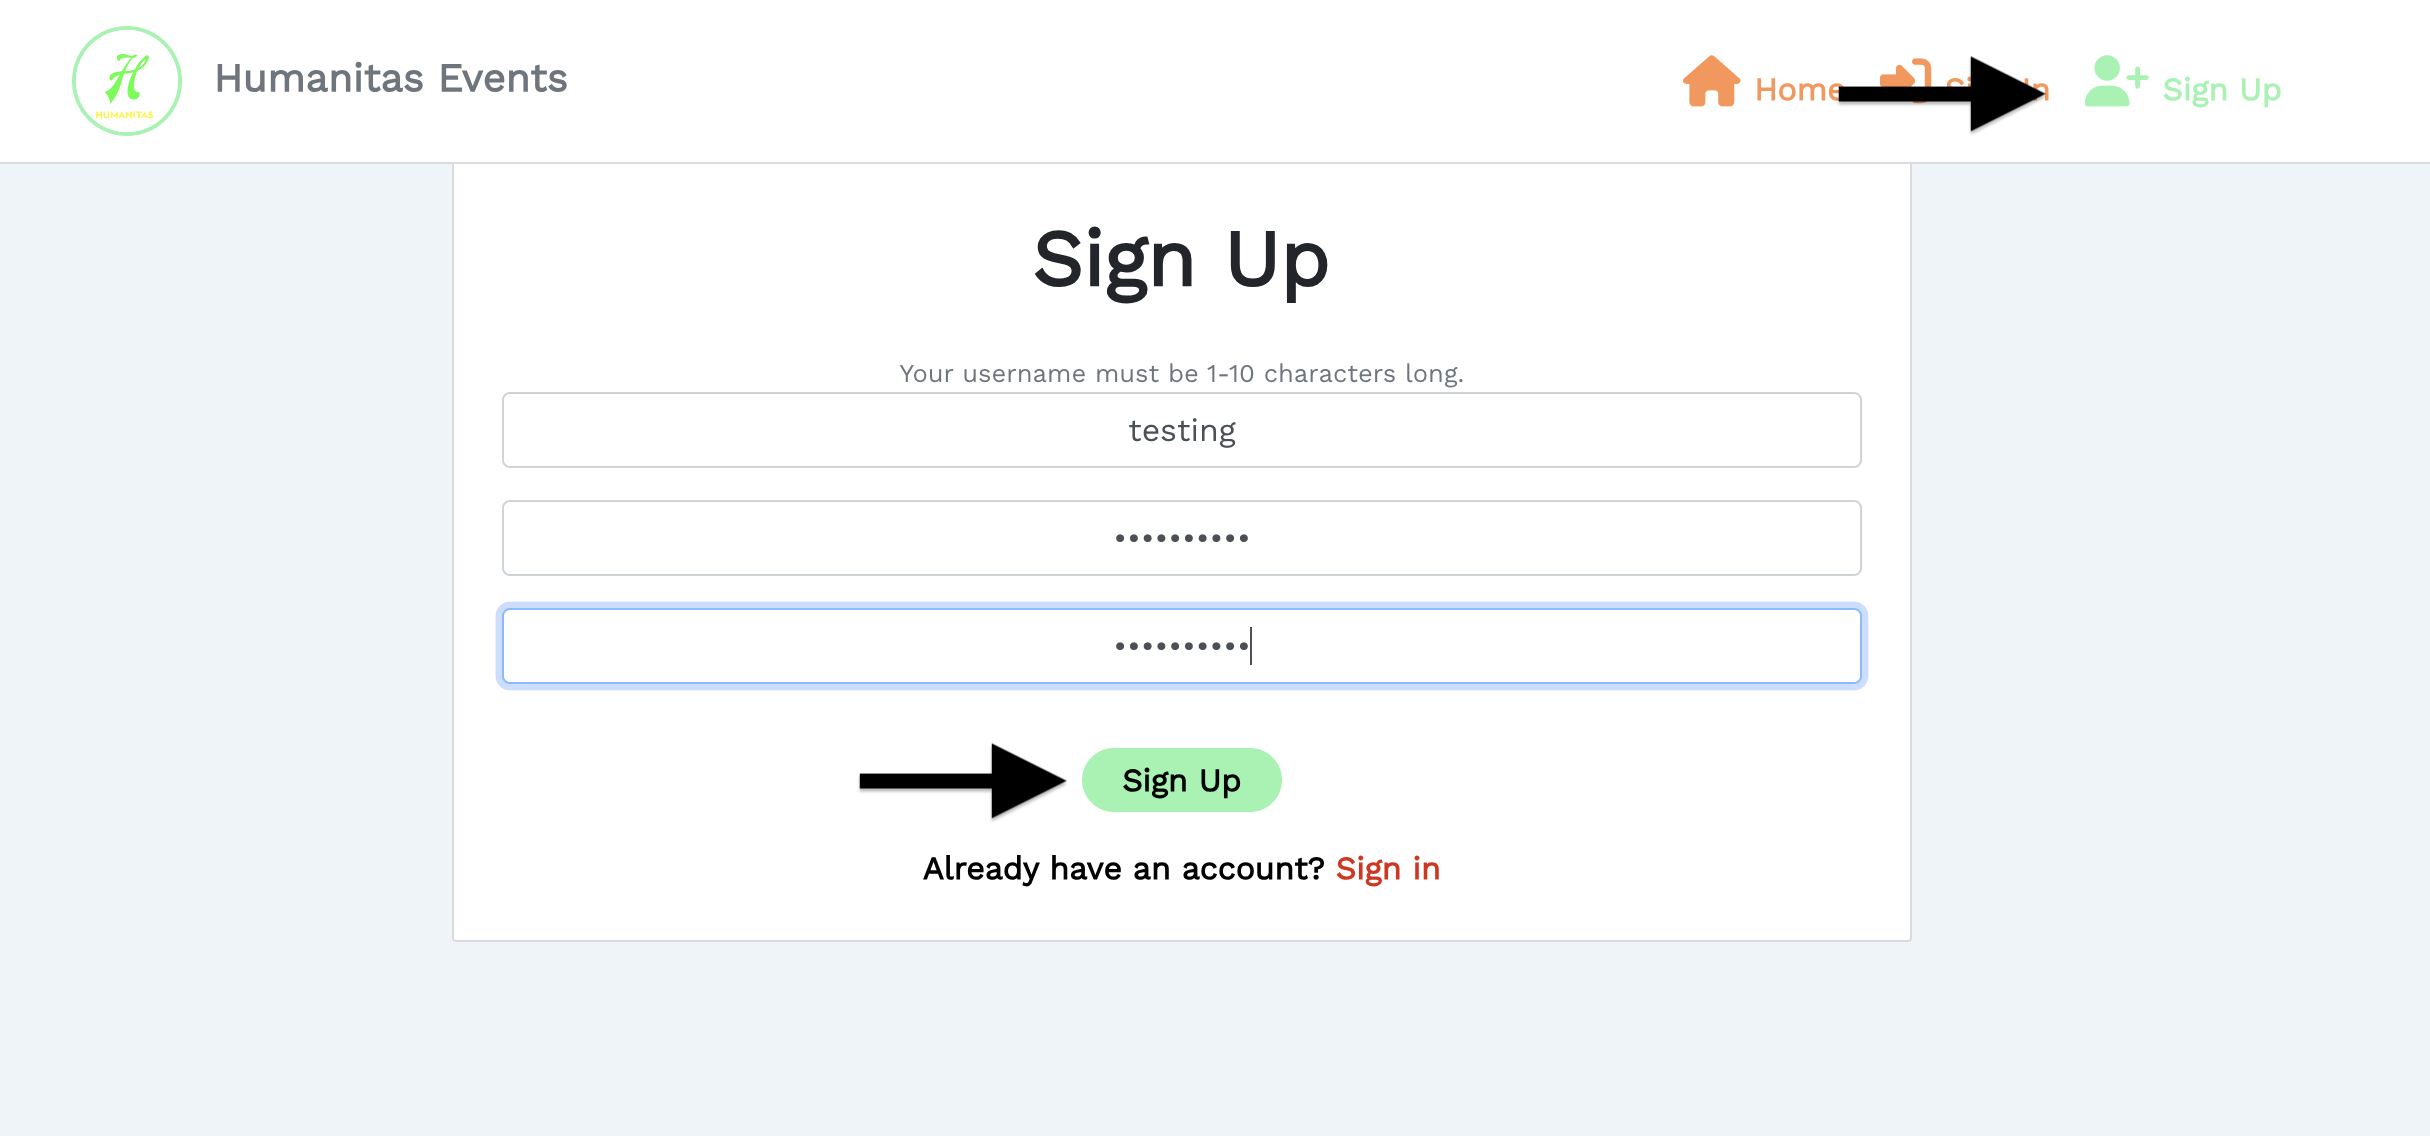 HUMANITAS
Humanitas Events
Home
Sign Up
Sign Up
Your username must be 1-10 characters long.
testing
••••••••••
••••••••••
Sign Up
Already have an account? Sign in